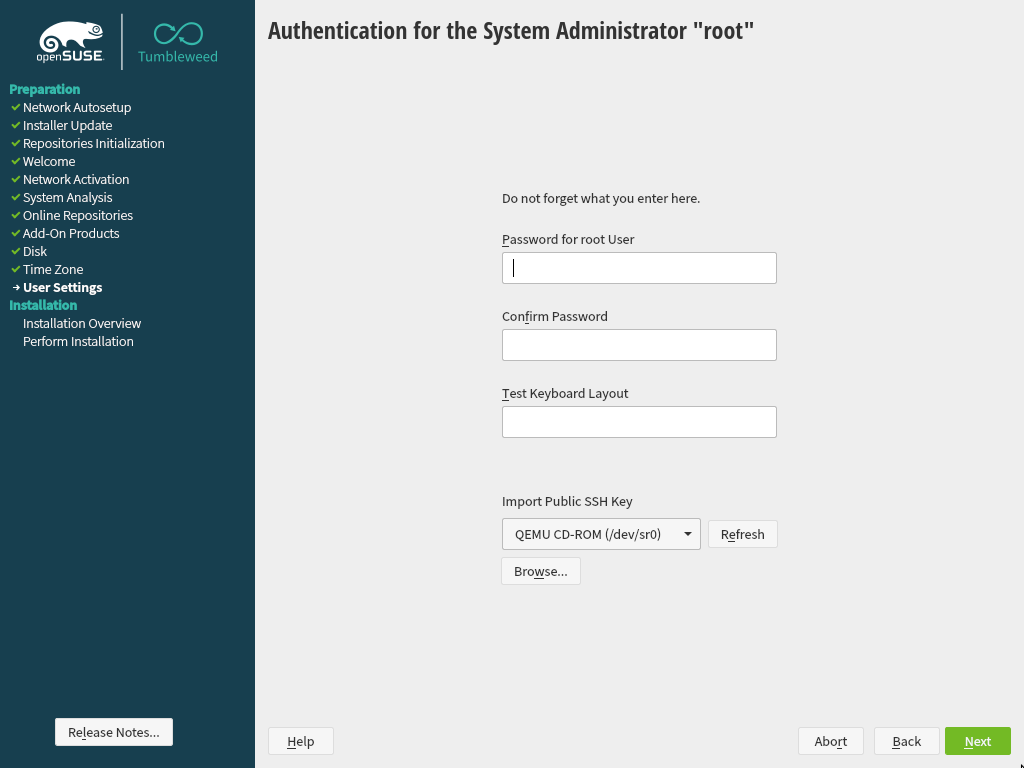 openSUSE
Tumbleweed
Preparation
Network Autosetup
Installer Update
Repositories Initialization
Welcome
Network Activation
System Analysis
Online Repositories
Add-On Products
Disk
Time Zone
User Settings
Installation
Installation Overview
Perform Installation
Release Notes...
Authentication for the System Administrator "root"
Do not forget what you enter here.
Password for root User
Confirm Password
Test Keyboard Layout
Import Public SSH Key
QEMU CD-ROM (/dev/sr0) Refresh
Browse...
Help Abort Back Next